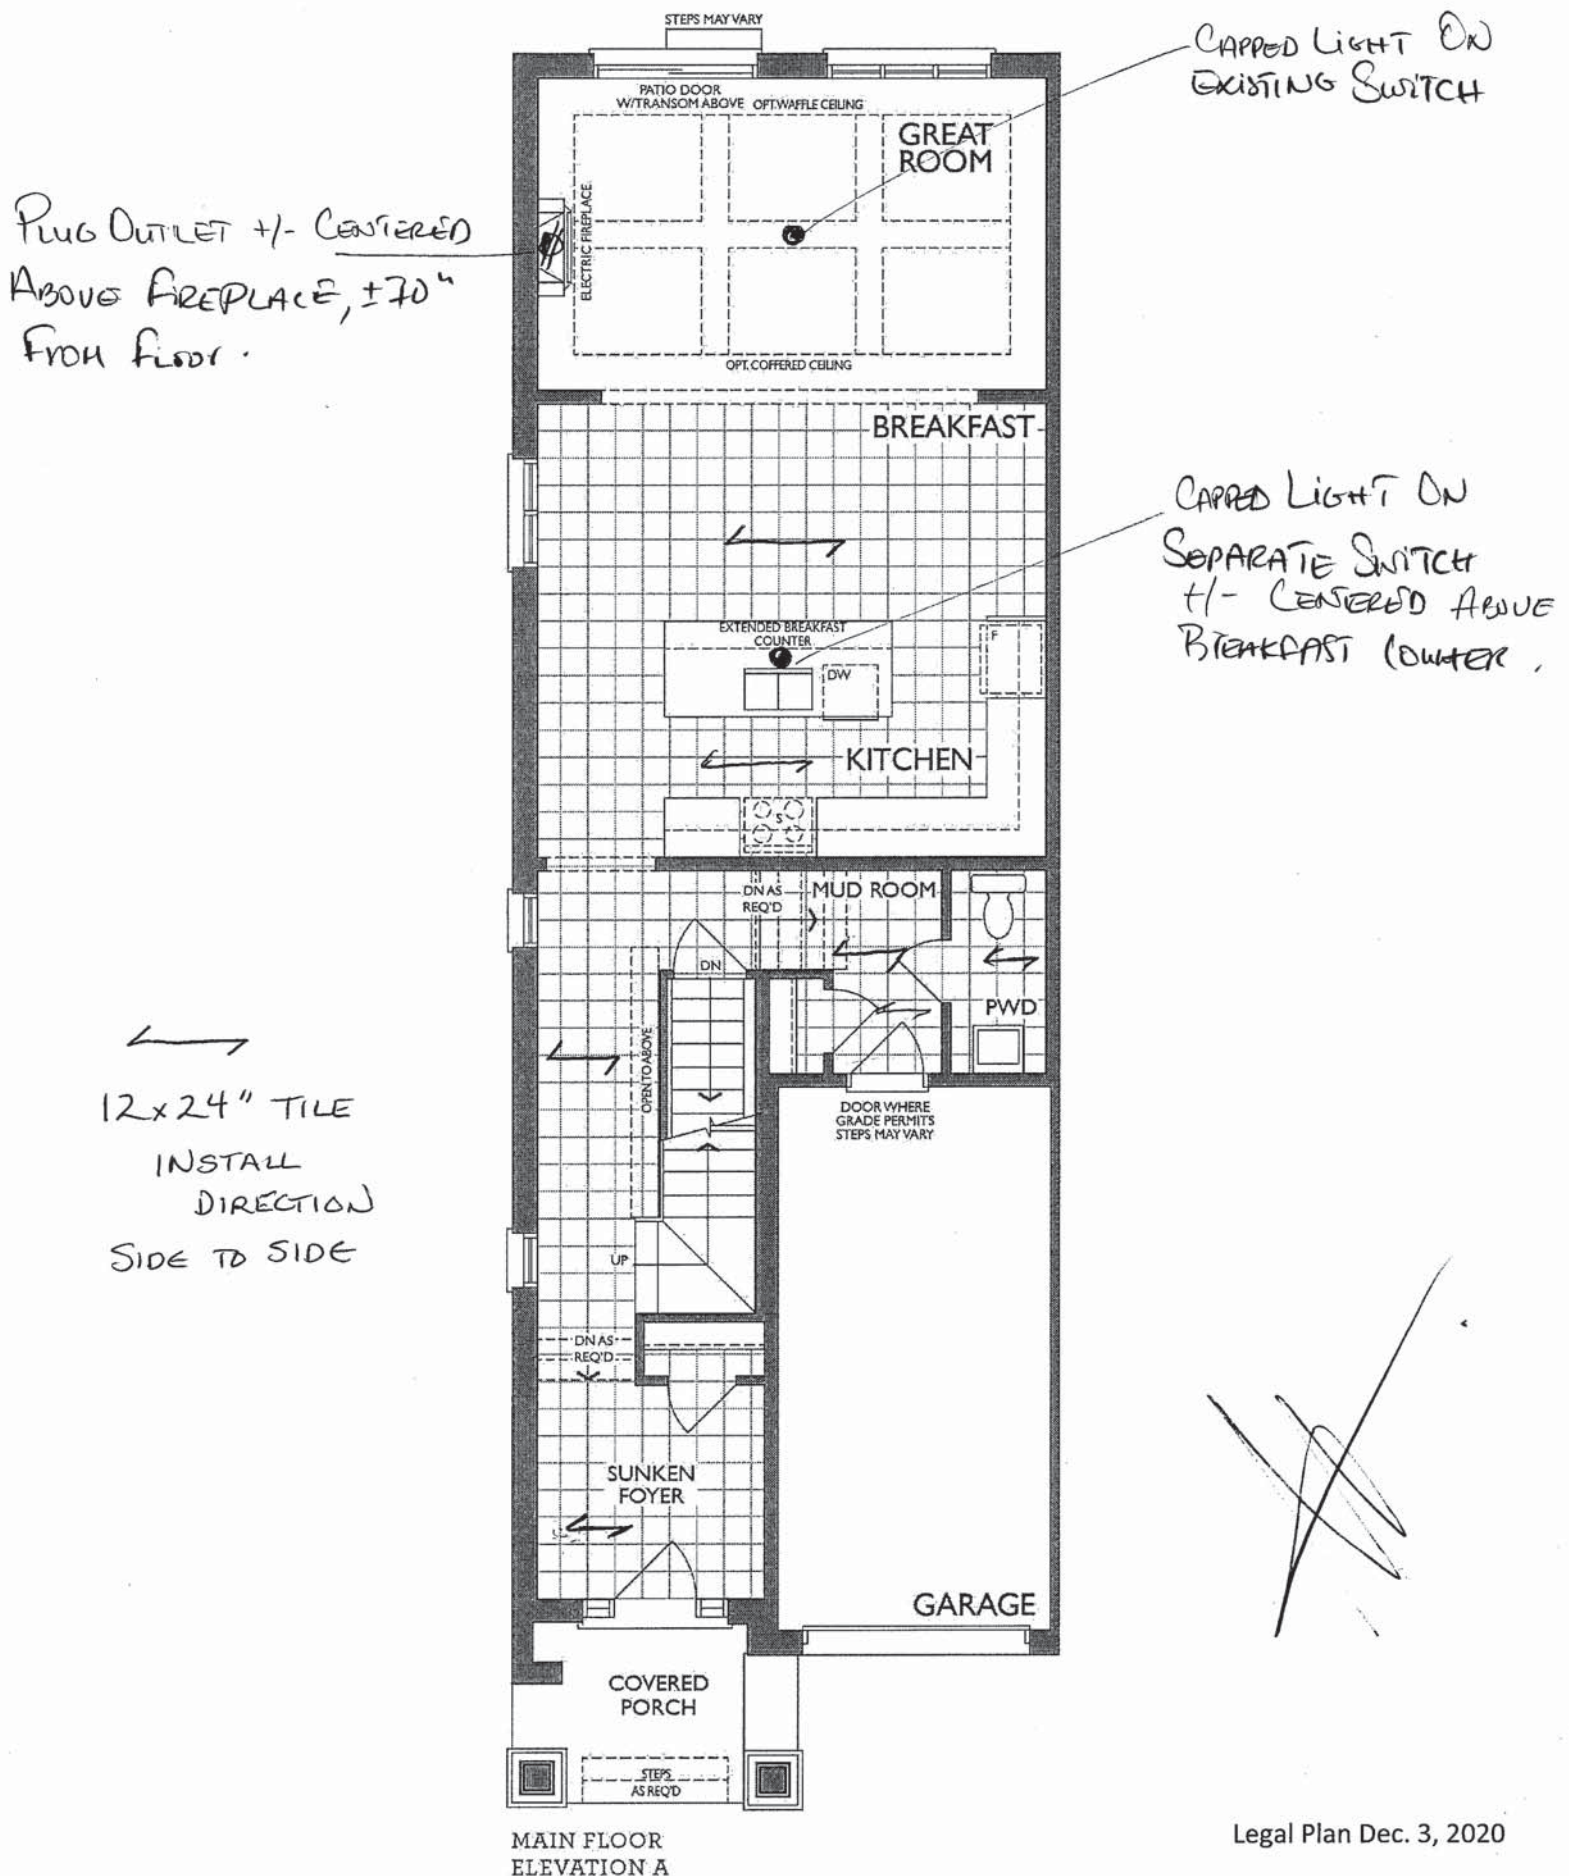 STEPS MAY VARY
CAPPED LIGHT ON
EXISTING SWITCH
PATIO DOOR
W/TRANSOM ABOVE
OPT. WAFFLE CEILING
GREAT
ROOM
PLUG OUTLET +/- CENTERED
ABOVE FIREPLACE, ±70"
FROM FLOOR.
ELECTRIC FIREPLACE
OPT. COFFERED CEILING
BREAKFAST
CAPPED LIGHT ON
SEPARATE SWITCH
+/- CENTERED ABOVE
BREAKFAST COUNTER.
EXTENDED BREAKFAST
COUNTER
F
DW
KITCHEN
S
DN AS
REQ'D
MUD ROOM
DN
PWD
OPEN TO ABOVE
12x24" TILE
INSTALL
DIRECTION
SIDE TO SIDE
DOOR WHERE
GRADE PERMITS
STEPS MAY VARY
UP
DN AS
REQ'D
SUNKEN
FOYER
GARAGE
COVERED
PORCH
STEPS
AS REQ'D
MAIN FLOOR
ELEVATION A
Legal Plan Dec. 3, 2020